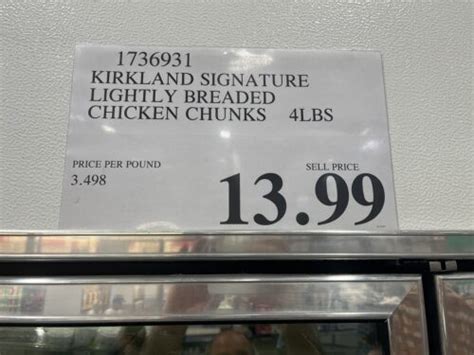 1736931
KIRKLAND SIGNATURE
LIGHTLY BREADED
CHICKEN CHUNKS 4LBS
PRICE PER POUND
3.498
SELL PRICE
13.99